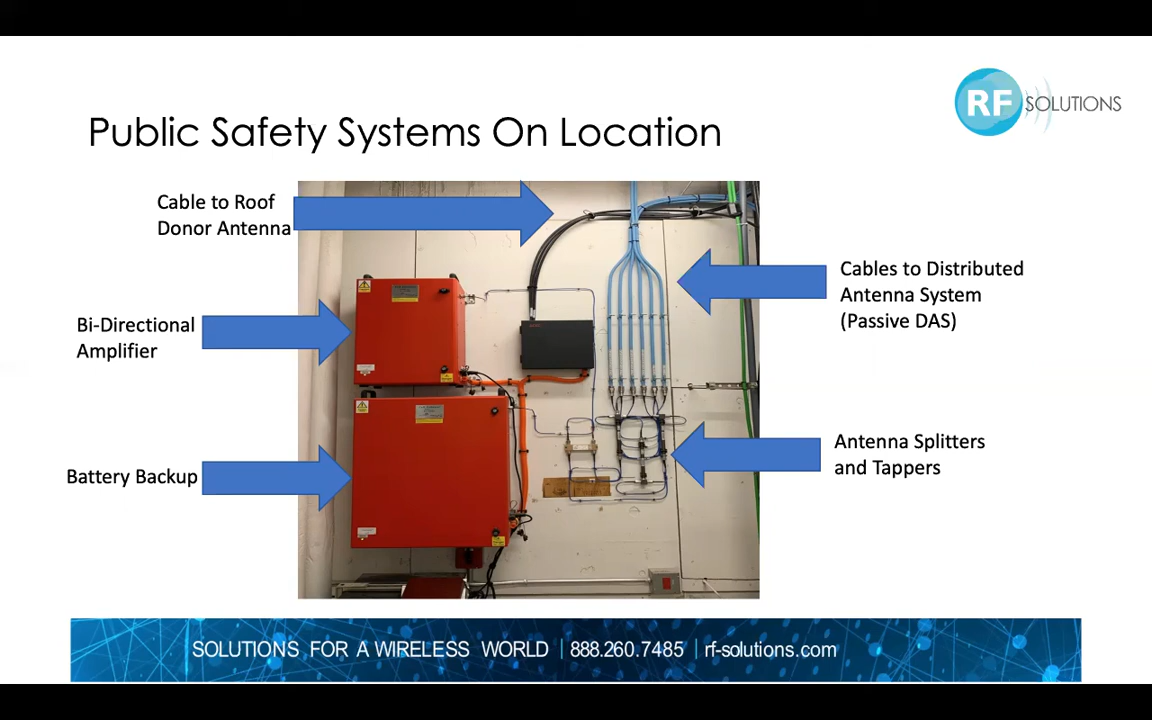 RF SOLUTIONS
Public Safety Systems On Location
Cable to Roof
Donor Antenna
Cables to Distributed
Antenna System
(Passive DAS)
Bi-Directional
Amplifier
Antenna Splitters
and Tappers
Battery Backup
SOLUTIONS FOR A WIRELESS WORLD | 888.260.7485 | rf-solutions.com